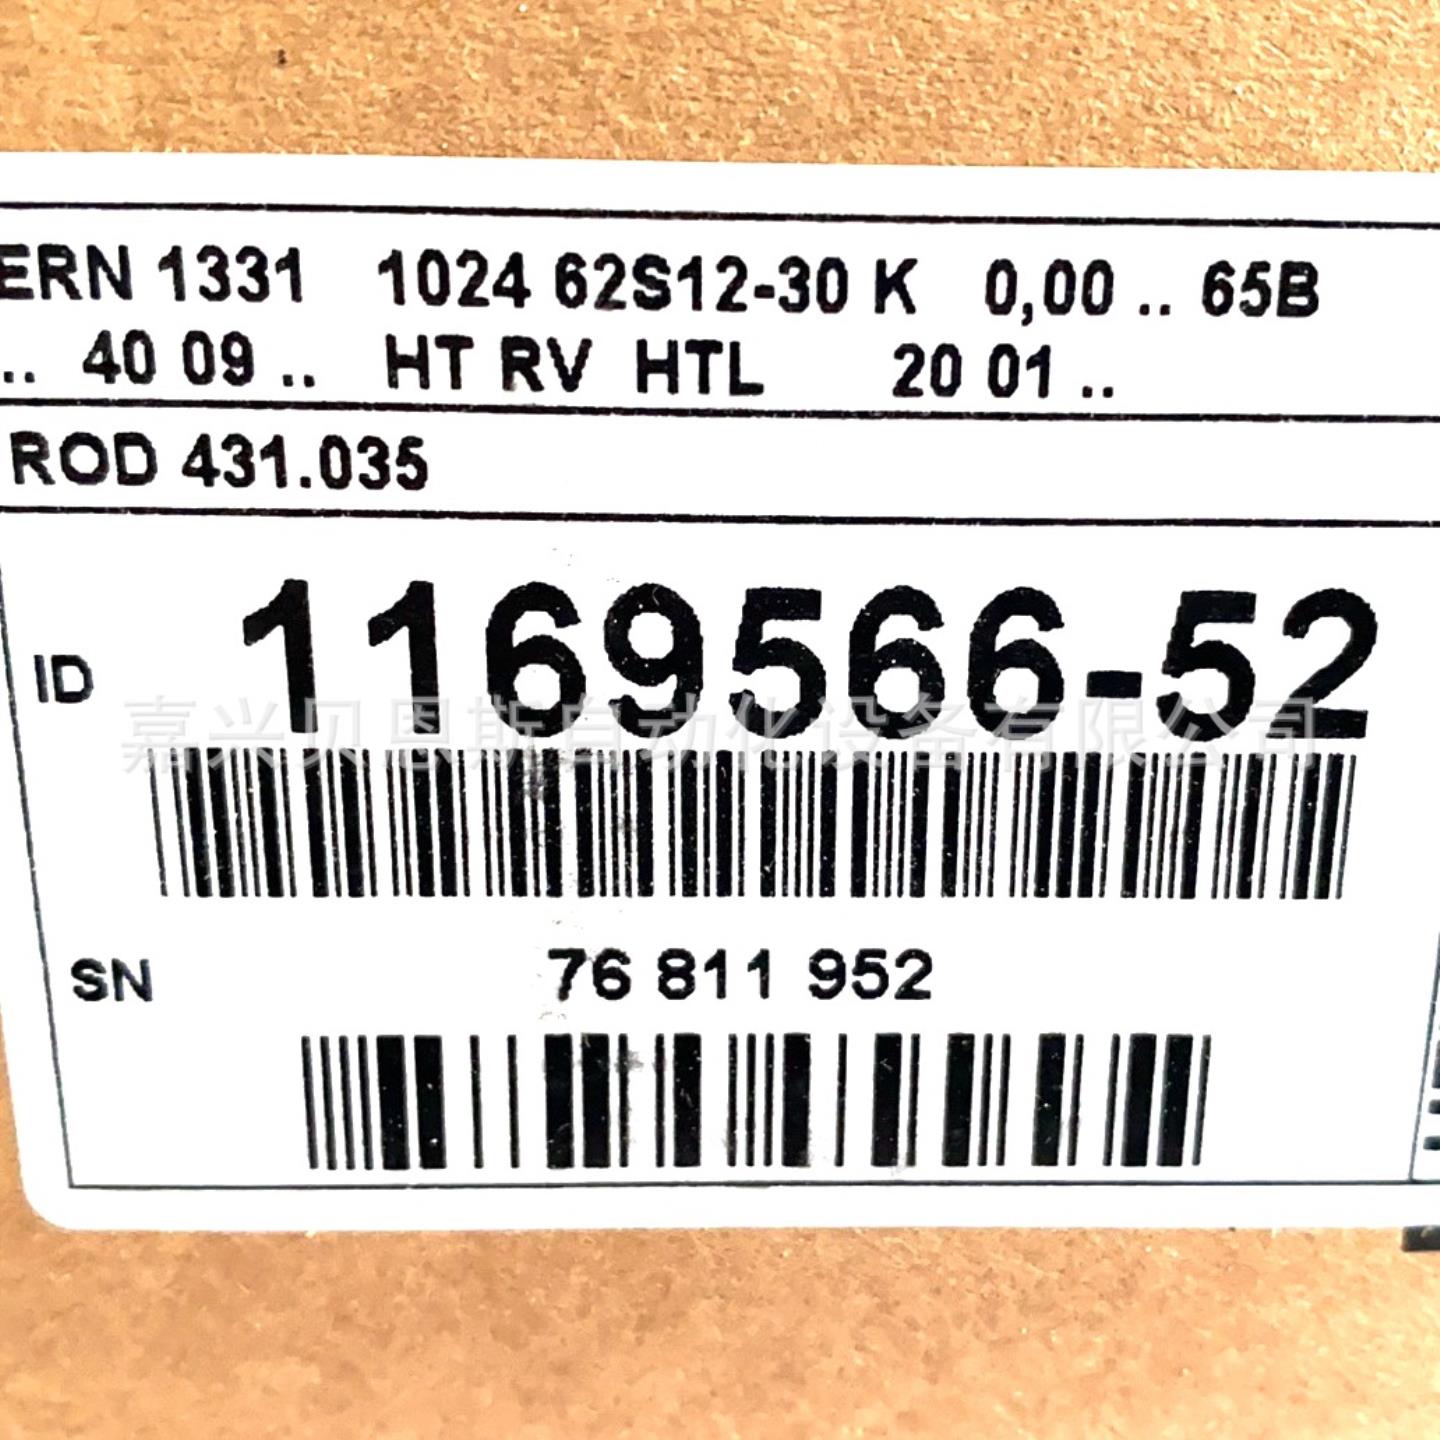 ERN 1331 1024 62S12-30 K 0,00 .. 65B
.. 40 09 .. HT RV HTL 20 01 ..
ROD 431.035
ID 1169566-52
嘉兴贝恩斯自动化设备有限公司
SN 76 811 952